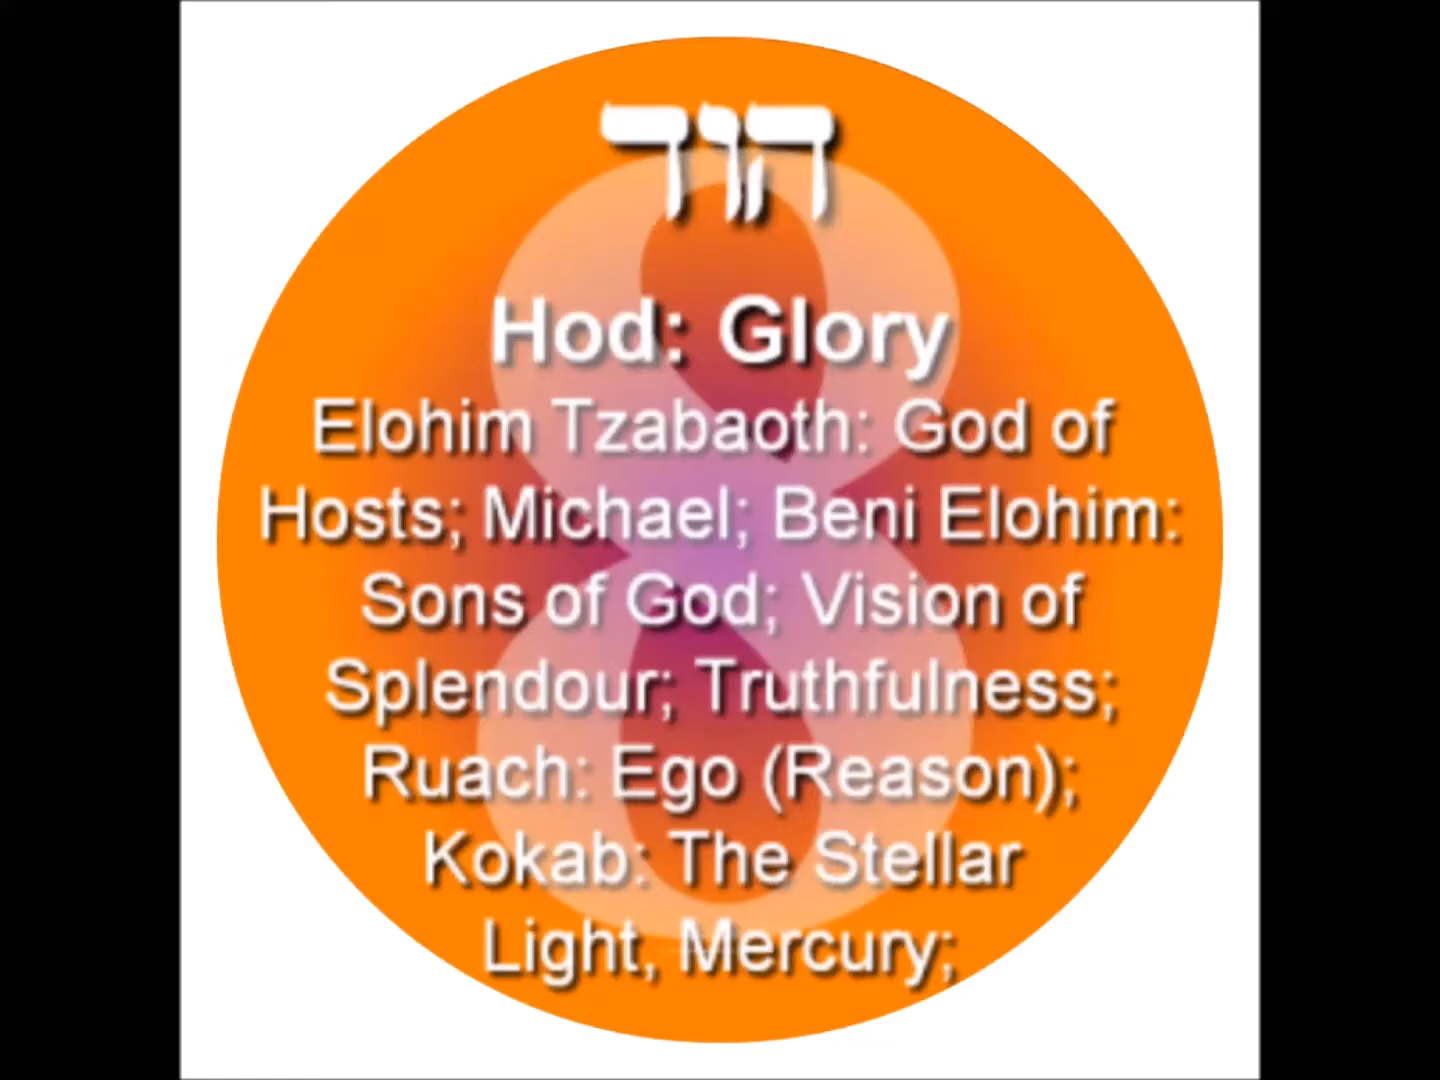 הוד
8
Hod: Glory
Elohim Tzabaoth: God of
Hosts; Michael; Beni Elohim:
Sons of God; Vision of
Splendour; Truthfulness;
Ruach: Ego (Reason);
Kokab: The Stellar
Light, Mercury;